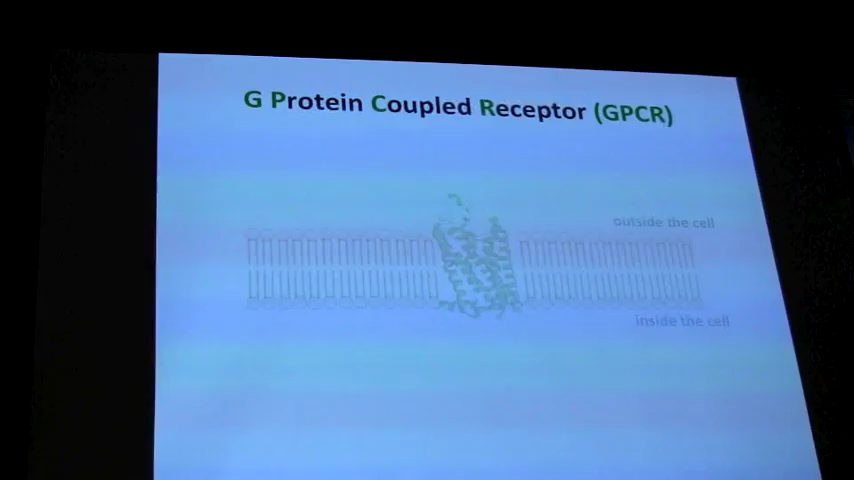 G Protein Coupled Receptor (GPCR)
outside the cell
inside the cell